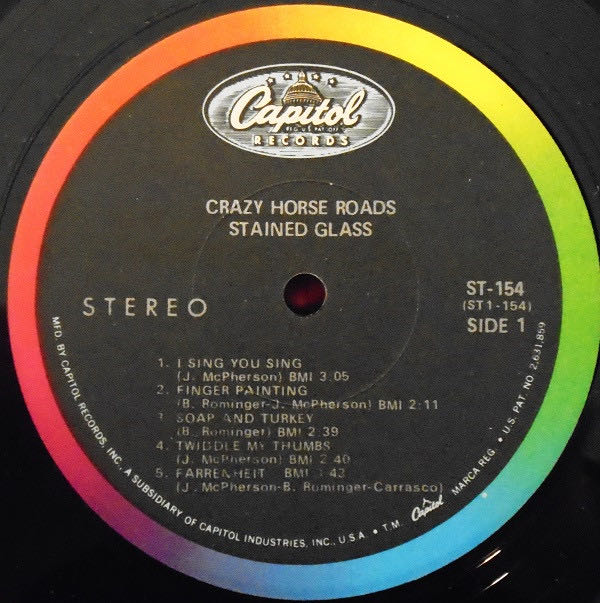 Capitol
REG. U.S. PAT. OFF.
RECORDS
CRAZY HORSE ROADS
STAINED GLASS
STEREO
ST-154
(ST1-154)
SIDE 1
1. I SING YOU SING
(J. McPherson) BMI 3:05
2. FINGER PAINTING
(B. Rominger-J. McPherson) BMI 2:11
3. SOAP AND TURKEY
(B. Rominger) BMI 2:39
4. TWIDDLE MY THUMBS
(J. McPherson) BMI 2:40
5. FARRENHEIT BMI
(J. McPherson-B. Rominger-Carrasco)
MFD. BY CAPITOL RECORDS, INC., A SUBSIDIARY OF CAPITOL INDUSTRIES, INC., U.S.A. • T.M. Capitol MARCA REG. • U.S. PAT. NO. 2,631,859